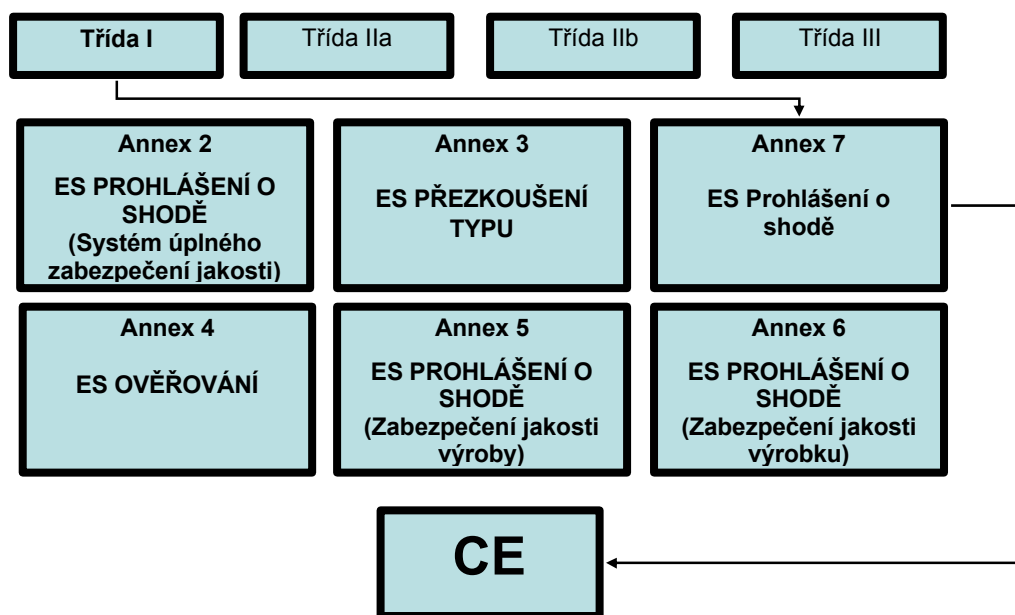 Třída I
Třída IIa
Třída IIb
Třída III
Annex 2
ES PROHLÁŠENÍ O
SHODĚ
(Systém úplného
zabezpečení jakosti)
Annex 3
ES PŘEZKOUŠENÍ
TYPU
Annex 7
ES Prohlášení o
shodě
Annex 4
ES OVĚŘOVÁNÍ
Annex 5
ES PROHLÁŠENÍ O
SHODĚ
(Zabezpečení jakosti
výroby)
Annex 6
ES PROHLÁŠENÍ O
SHODĚ
(Zabezpečení jakosti
výrobku)
CE